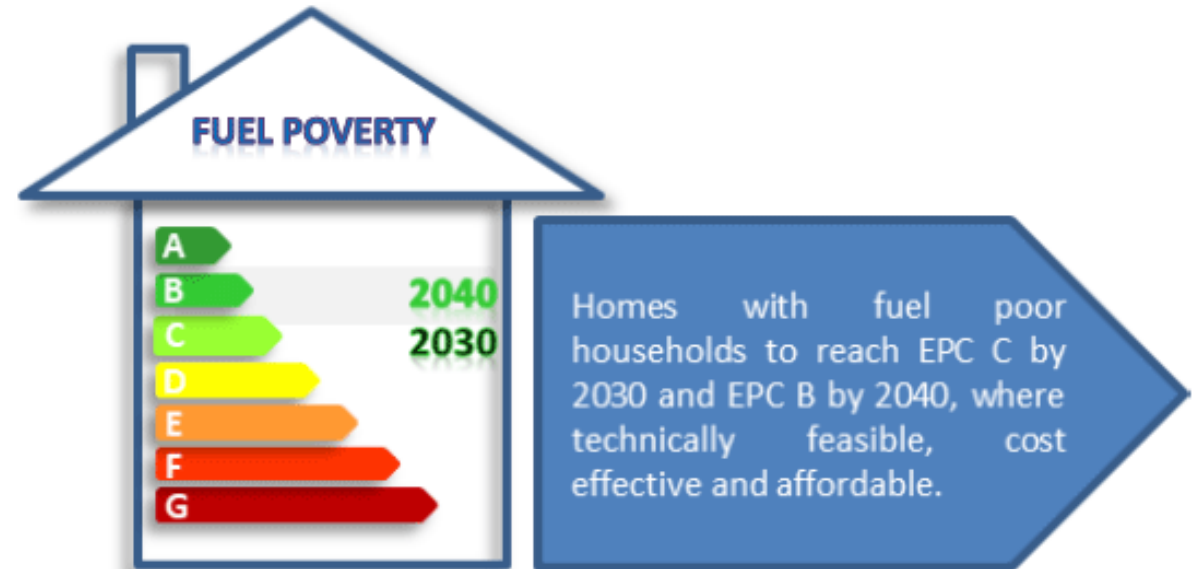 FUEL POVERTY
A
B
2040
C
2030
D
E
F
G
Homes with fuel poor
households to reach EPC C by
2030 and EPC B by 2040, where
technically feasible, cost
effective and affordable.